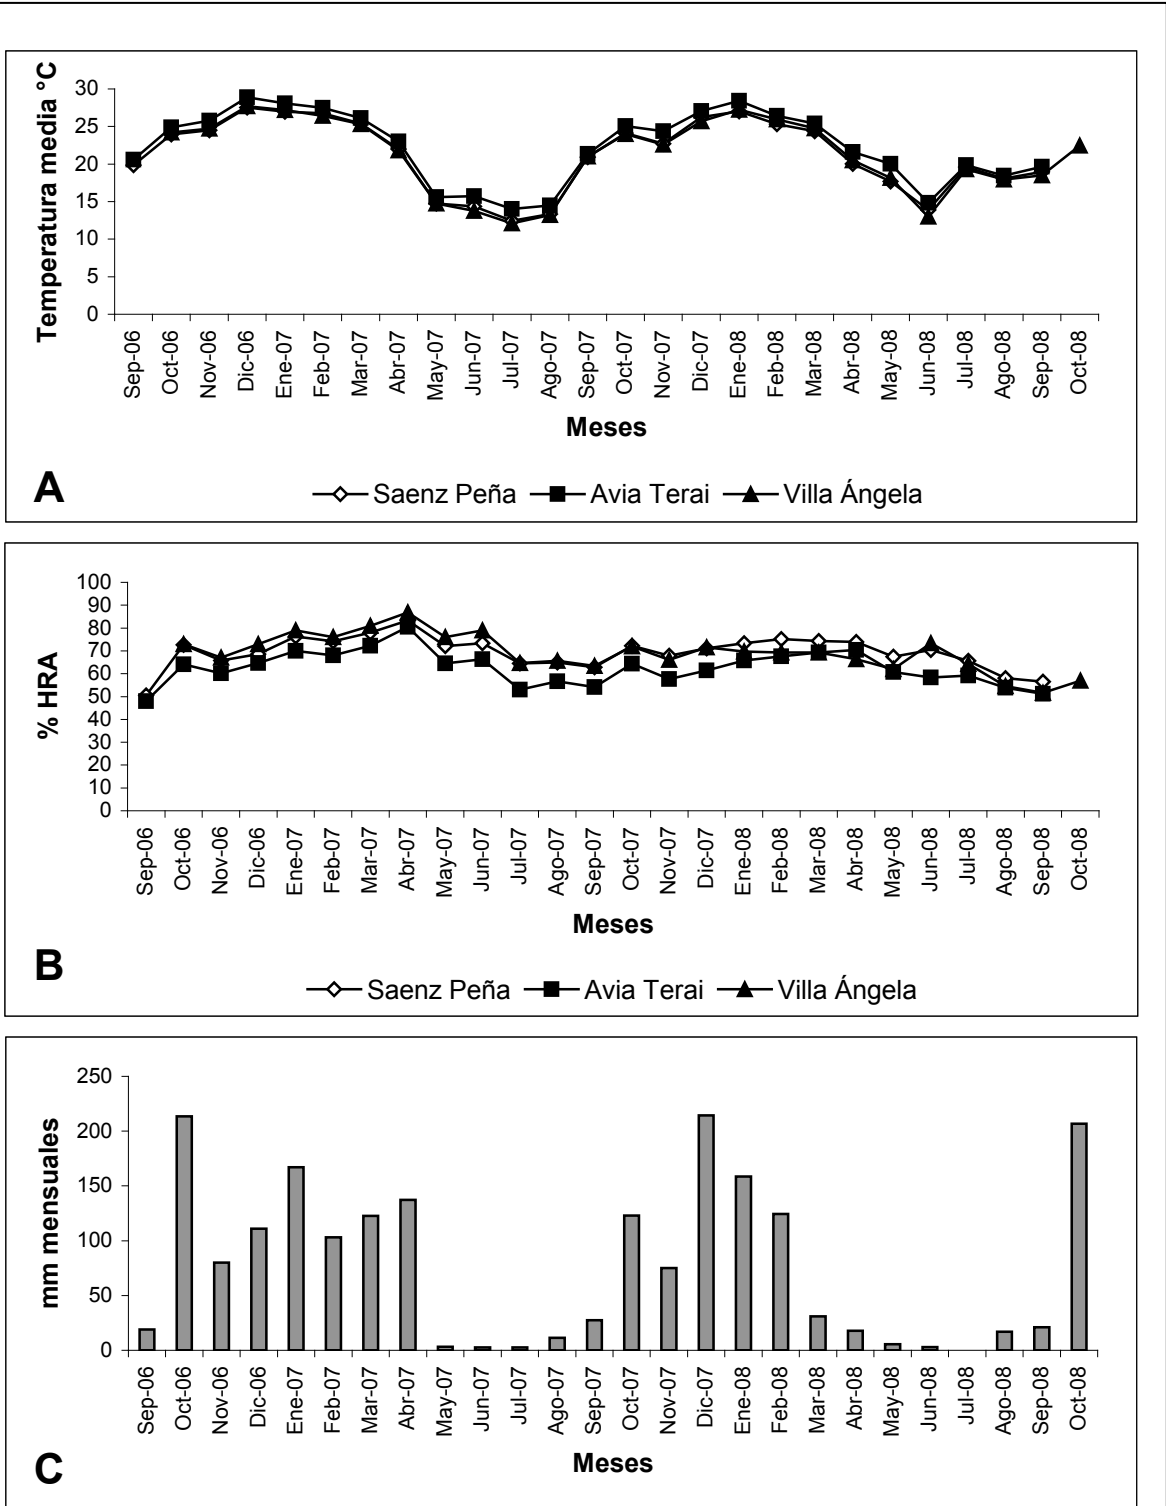 Temperatura media °C
30
25
20
15
10
5
0
Sep-06
Oct-06
Nov-06
Dic-06
Ene-07
Feb-07
Mar-07
Abr-07
May-07
Jun-07
Jul-07
Ago-07
Sep-07
Oct-07
Nov-07
Dic-07
Ene-08
Feb-08
Mar-08
Abr-08
May-08
Jun-08
Jul-08
Ago-08
Sep-08
Oct-08
Meses
A
Saenz Peña Avia Terai Villa Ángela
% HRA
100
90
80
70
60
50
40
30
20
10
0
Sep-06
Oct-06
Nov-06
Dic-06
Ene-07
Feb-07
Mar-07
Abr-07
May-07
Jun-07
Jul-07
Ago-07
Sep-07
Oct-07
Nov-07
Dic-07
Ene-08
Feb-08
Mar-08
Abr-08
May-08
Jun-08
Jul-08
Ago-08
Sep-08
Oct-08
Meses
B
Saenz Peña Avia Terai Villa Ángela
mm mensuales
250
200
150
100
50
0
Sep-06
Oct-06
Nov-06
Dic-06
Ene-07
Feb-07
Mar-07
Abr-07
May-07
Jun-07
Jul-07
Ago-07
Sep-07
Oct-07
Nov-07
Dic-07
Ene-08
Feb-08
Mar-08
Abr-08
May-08
Jun-08
Jul-08
Ago-08
Sep-08
Oct-08
Meses
C